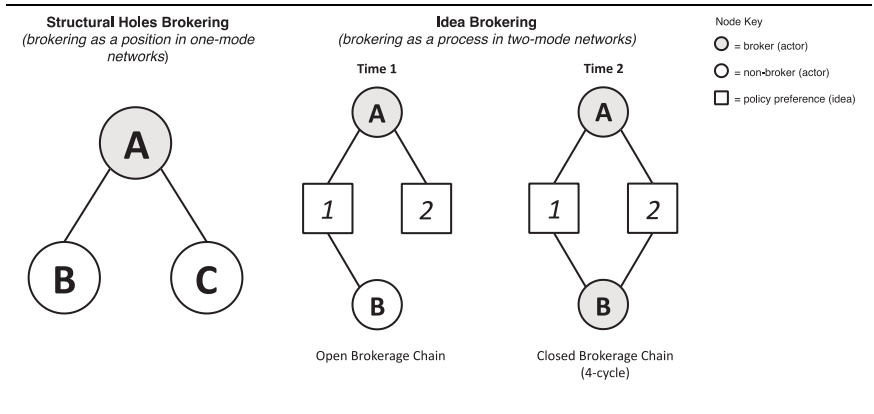 Structural Holes Brokering
(brokering as a position in one-mode
networks)
A
B
C
Idea Brokering
(brokering as a process in two-mode networks)
Time 1
A
1
2
B
Open Brokerage Chain
Time 2
A
1
2
B
Closed Brokerage Chain
(4-cycle)
Node Key
= broker (actor)
= non-broker (actor)
= policy preference (idea)